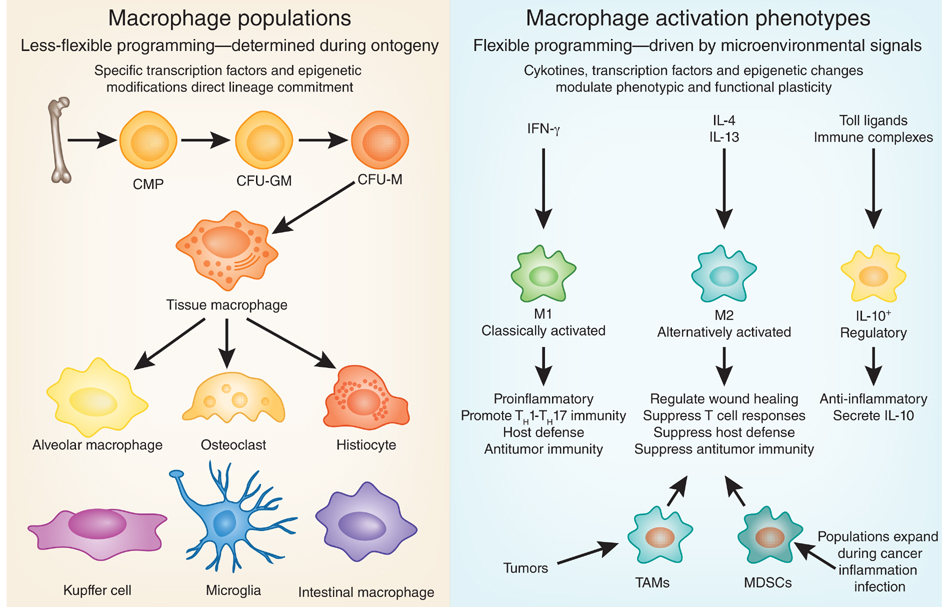 Macrophage populations
Less-flexible programming—determined during ontogeny
Specific transcription factors and epigenetic
modifications direct lineage commitment
CMP
CFU-GM
CFU-M
Tissue macrophage
Alveolar macrophage
Osteoclast
Histiocyte
Kupffer cell
Microglia
Intestinal macrophage
Macrophage activation phenotypes
Flexible programming—driven by microenvironmental signals
Cykotines, transcription factors and epigenetic changes
modulate phenotypic and functional plasticity
IFN-γ
IL-4
IL-13
Toll ligands
Immune complexes
M1
Classically activated
M2
Alternatively activated
IL-10⁺
Regulatory
Proinflammatory
Promote TH1-TH17 immunity
Host defense
Antitumor immunity
Regulate wound healing
Suppress T cell responses
Suppress host defense
Suppress antitumor immunity
Anti-inflammatory
Secrete IL-10
Tumors
TAMs
MDSCs
Populations expand
during cancer
inflammation
infection